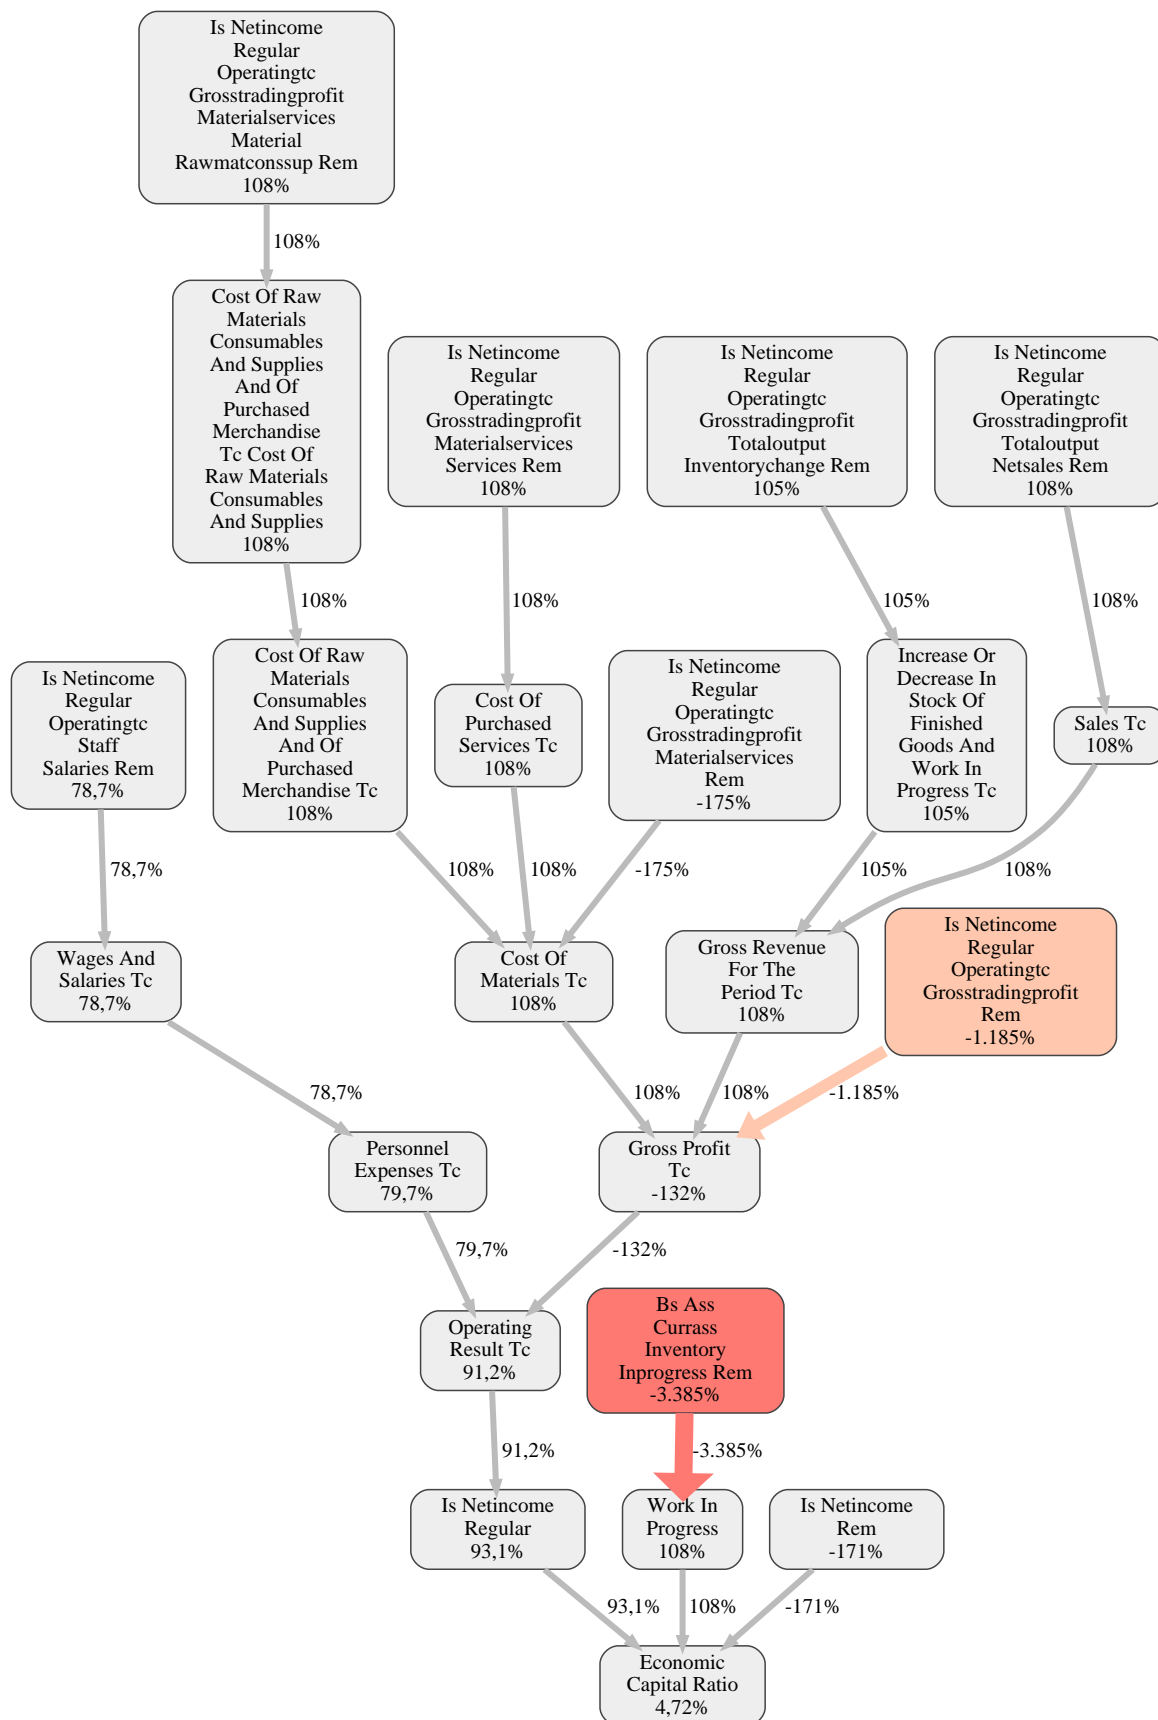 Is Netincome
Regular
Operatingtc
Grosstradingprofit
Materialservices
Material
Rawmatconssup Rem
108%
108%
Cost Of Raw
Materials
Consumables
And Supplies
And Of
Purchased
Merchandise
Tc Cost Of
Raw Materials
Consumables
And Supplies
108%
Is Netincome
Regular
Operatingtc
Grosstradingprofit
Materialservices
Services Rem
108%
Is Netincome
Regular
Operatingtc
Grosstradingprofit
Totaloutput
Inventorychange Rem
105%
Is Netincome
Regular
Operatingtc
Grosstradingprofit
Totaloutput
Netsales Rem
108%
108%
108%
105%
108%
Is Netincome
Regular
Operatingtc
Staff
Salaries Rem
78,7%
Cost Of Raw
Materials
Consumables
And Supplies
And Of
Purchased
Merchandise Tc
108%
Cost Of
Purchased
Services Tc
108%
Is Netincome
Regular
Operatingtc
Grosstradingprofit
Materialservices
Rem
-175%
Increase Or
Decrease In
Stock Of
Finished
Goods And
Work In
Progress Tc
105%
Sales Tc
108%
78,7%
108%
108%
-175%
105%
108%
Wages And
Salaries Tc
78,7%
Cost Of
Materials Tc
108%
Gross Revenue
For The
Period Tc
108%
Is Netincome
Regular
Operatingtc
Grosstradingprofit
Rem
-1.185%
78,7%
108%
108%
-1.185%
Personnel
Expenses Tc
79,7%
Gross Profit
Tc
-132%
79,7%
-132%
Operating
Result Tc
91,2%
Bs Ass
Currass
Inventory
Inprogress Rem
-3.385%
91,2%
-3.385%
Is Netincome
Regular
93,1%
Work In
Progress
108%
Is Netincome
Rem
-171%
93,1%
108%
-171%
Economic
Capital Ratio
4,72%